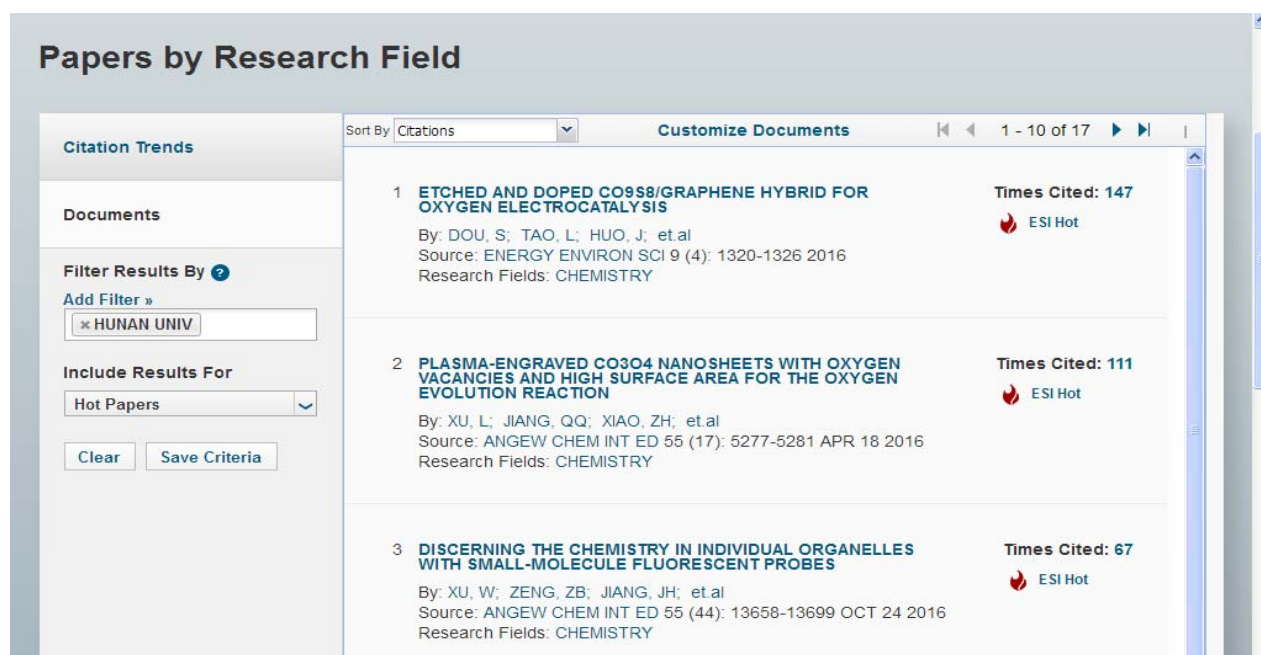 Papers by Research Field
Citation Trends
Documents
Filter Results By ?
Add Filter »
× HUNAN UNIV
Include Results For
Hot Papers
Clear Save Criteria
Sort By Citations Customize Documents 1 - 10 of 17
1 ETCHED AND DOPED CO9S8/GRAPHENE HYBRID FOR
OXYGEN ELECTROCATALYSIS
By: DOU, S; TAO, L; HUO, J; et.al
Source: ENERGY ENVIRON SCI 9 (4): 1320-1326 2016
Research Fields: CHEMISTRY
Times Cited: 147
ESI Hot
2 PLASMA-ENGRAVED CO3O4 NANOSHEETS WITH OXYGEN
VACANCIES AND HIGH SURFACE AREA FOR THE OXYGEN
EVOLUTION REACTION
By: XU, L; JIANG, QQ; XIAO, ZH; et.al
Source: ANGEW CHEM INT ED 55 (17): 5277-5281 APR 18 2016
Research Fields: CHEMISTRY
Times Cited: 111
ESI Hot
3 DISCERNING THE CHEMISTRY IN INDIVIDUAL ORGANELLES
WITH SMALL-MOLECULE FLUORESCENT PROBES
By: XU, W; ZENG, ZB; JIANG, JH; et.al
Source: ANGEW CHEM INT ED 55 (44): 13658-13699 OCT 24 2016
Research Fields: CHEMISTRY
Times Cited: 67
ESI Hot